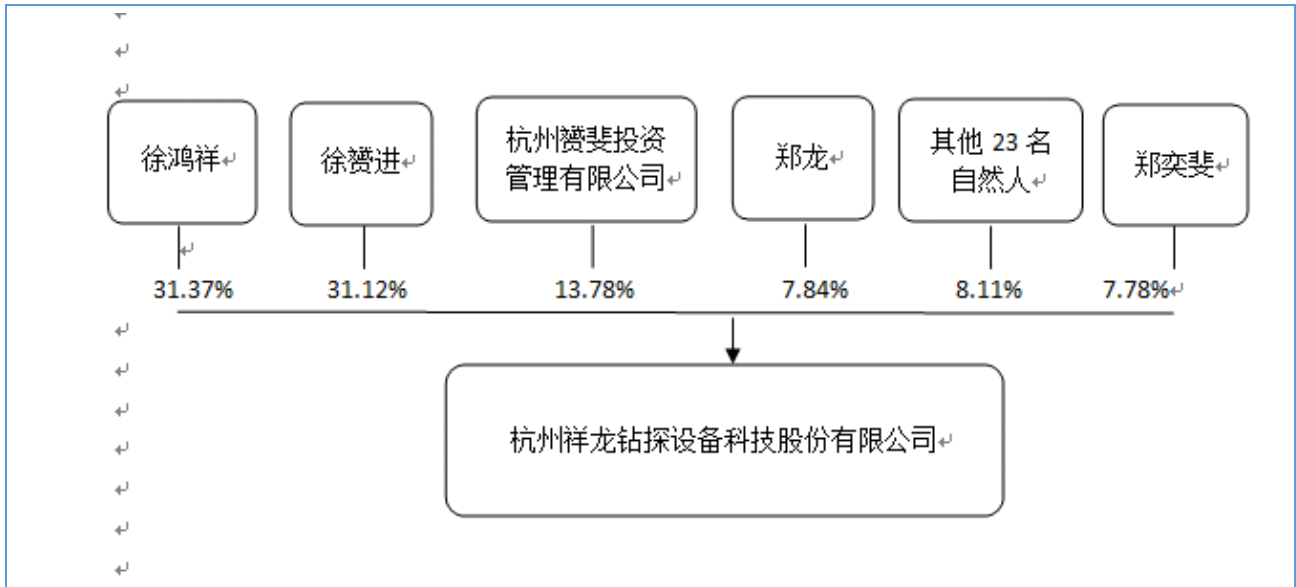 徐鸿祥
徐赟进
杭州赟斐投资
管理有限公司
郑龙
其他 23 名
自然人
郑奕斐
31.37%
31.12%
13.78%
7.84%
8.11%
7.78%
杭州祥龙钻探设备科技股份有限公司